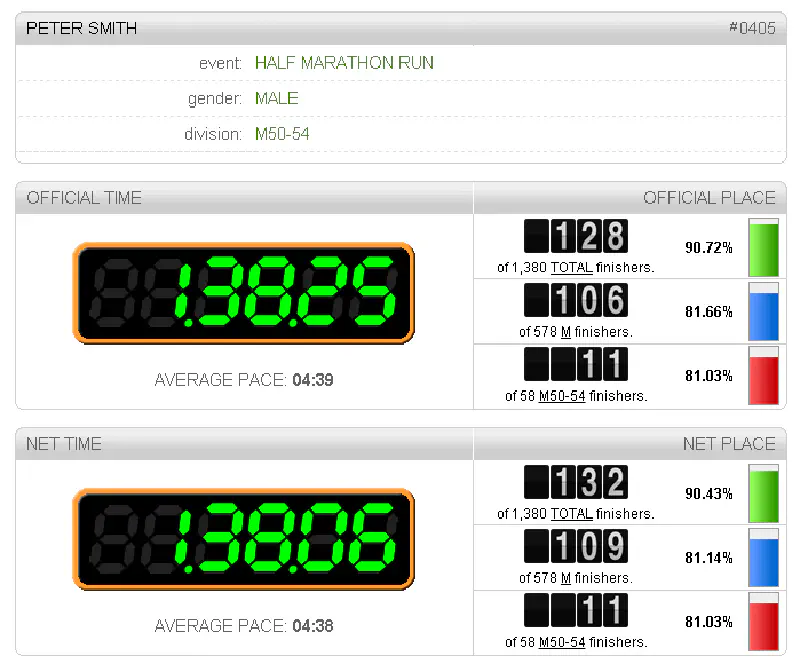 PETER SMITH #0405
event: HALF MARATHON RUN
gender: MALE
division: M50-54
OFFICIAL TIME OFFICIAL PLACE
1.38.25
AVERAGE PACE: 04:39
128
of 1,380 TOTAL finishers.
90.72%
106
of 578 M finishers.
81.66%
11
of 58 M50-54 finishers.
81.03%
NET TIME NET PLACE
1.38.06
AVERAGE PACE: 04:38
132
of 1,380 TOTAL finishers.
90.43%
109
of 578 M finishers.
81.14%
11
of 58 M50-54 finishers.
81.03%